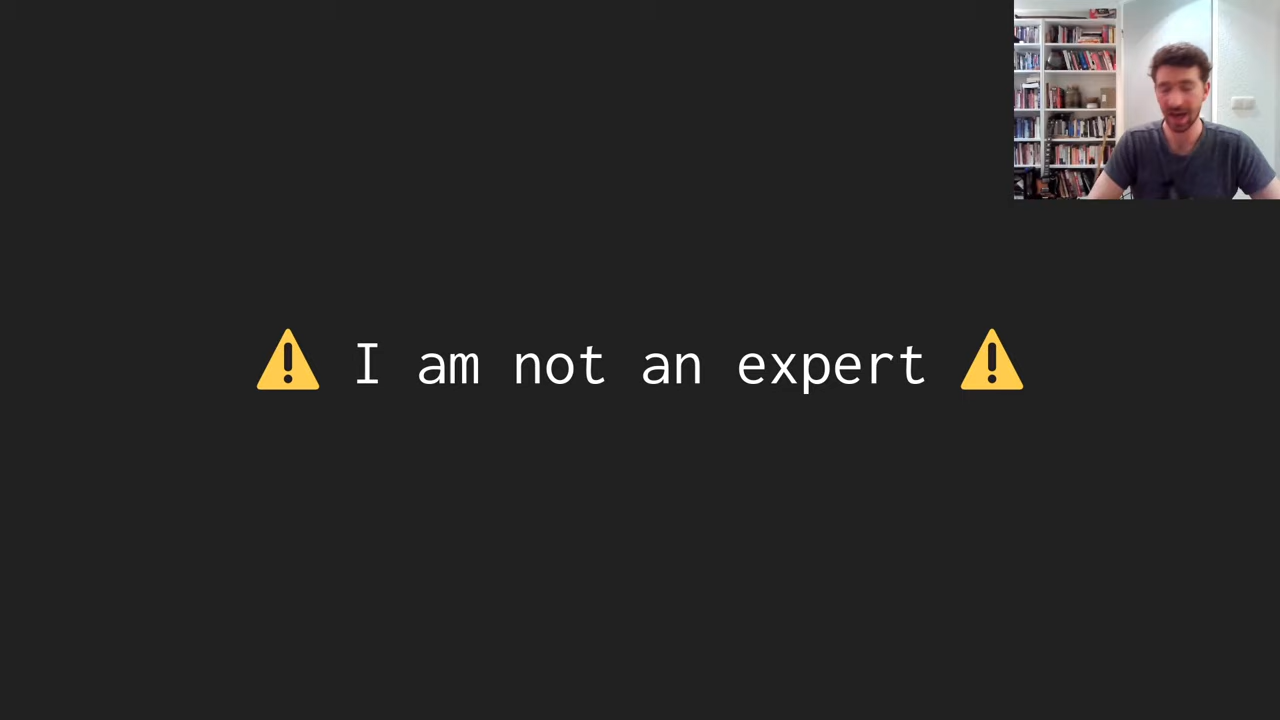 ⚠ I am not an expert ⚠